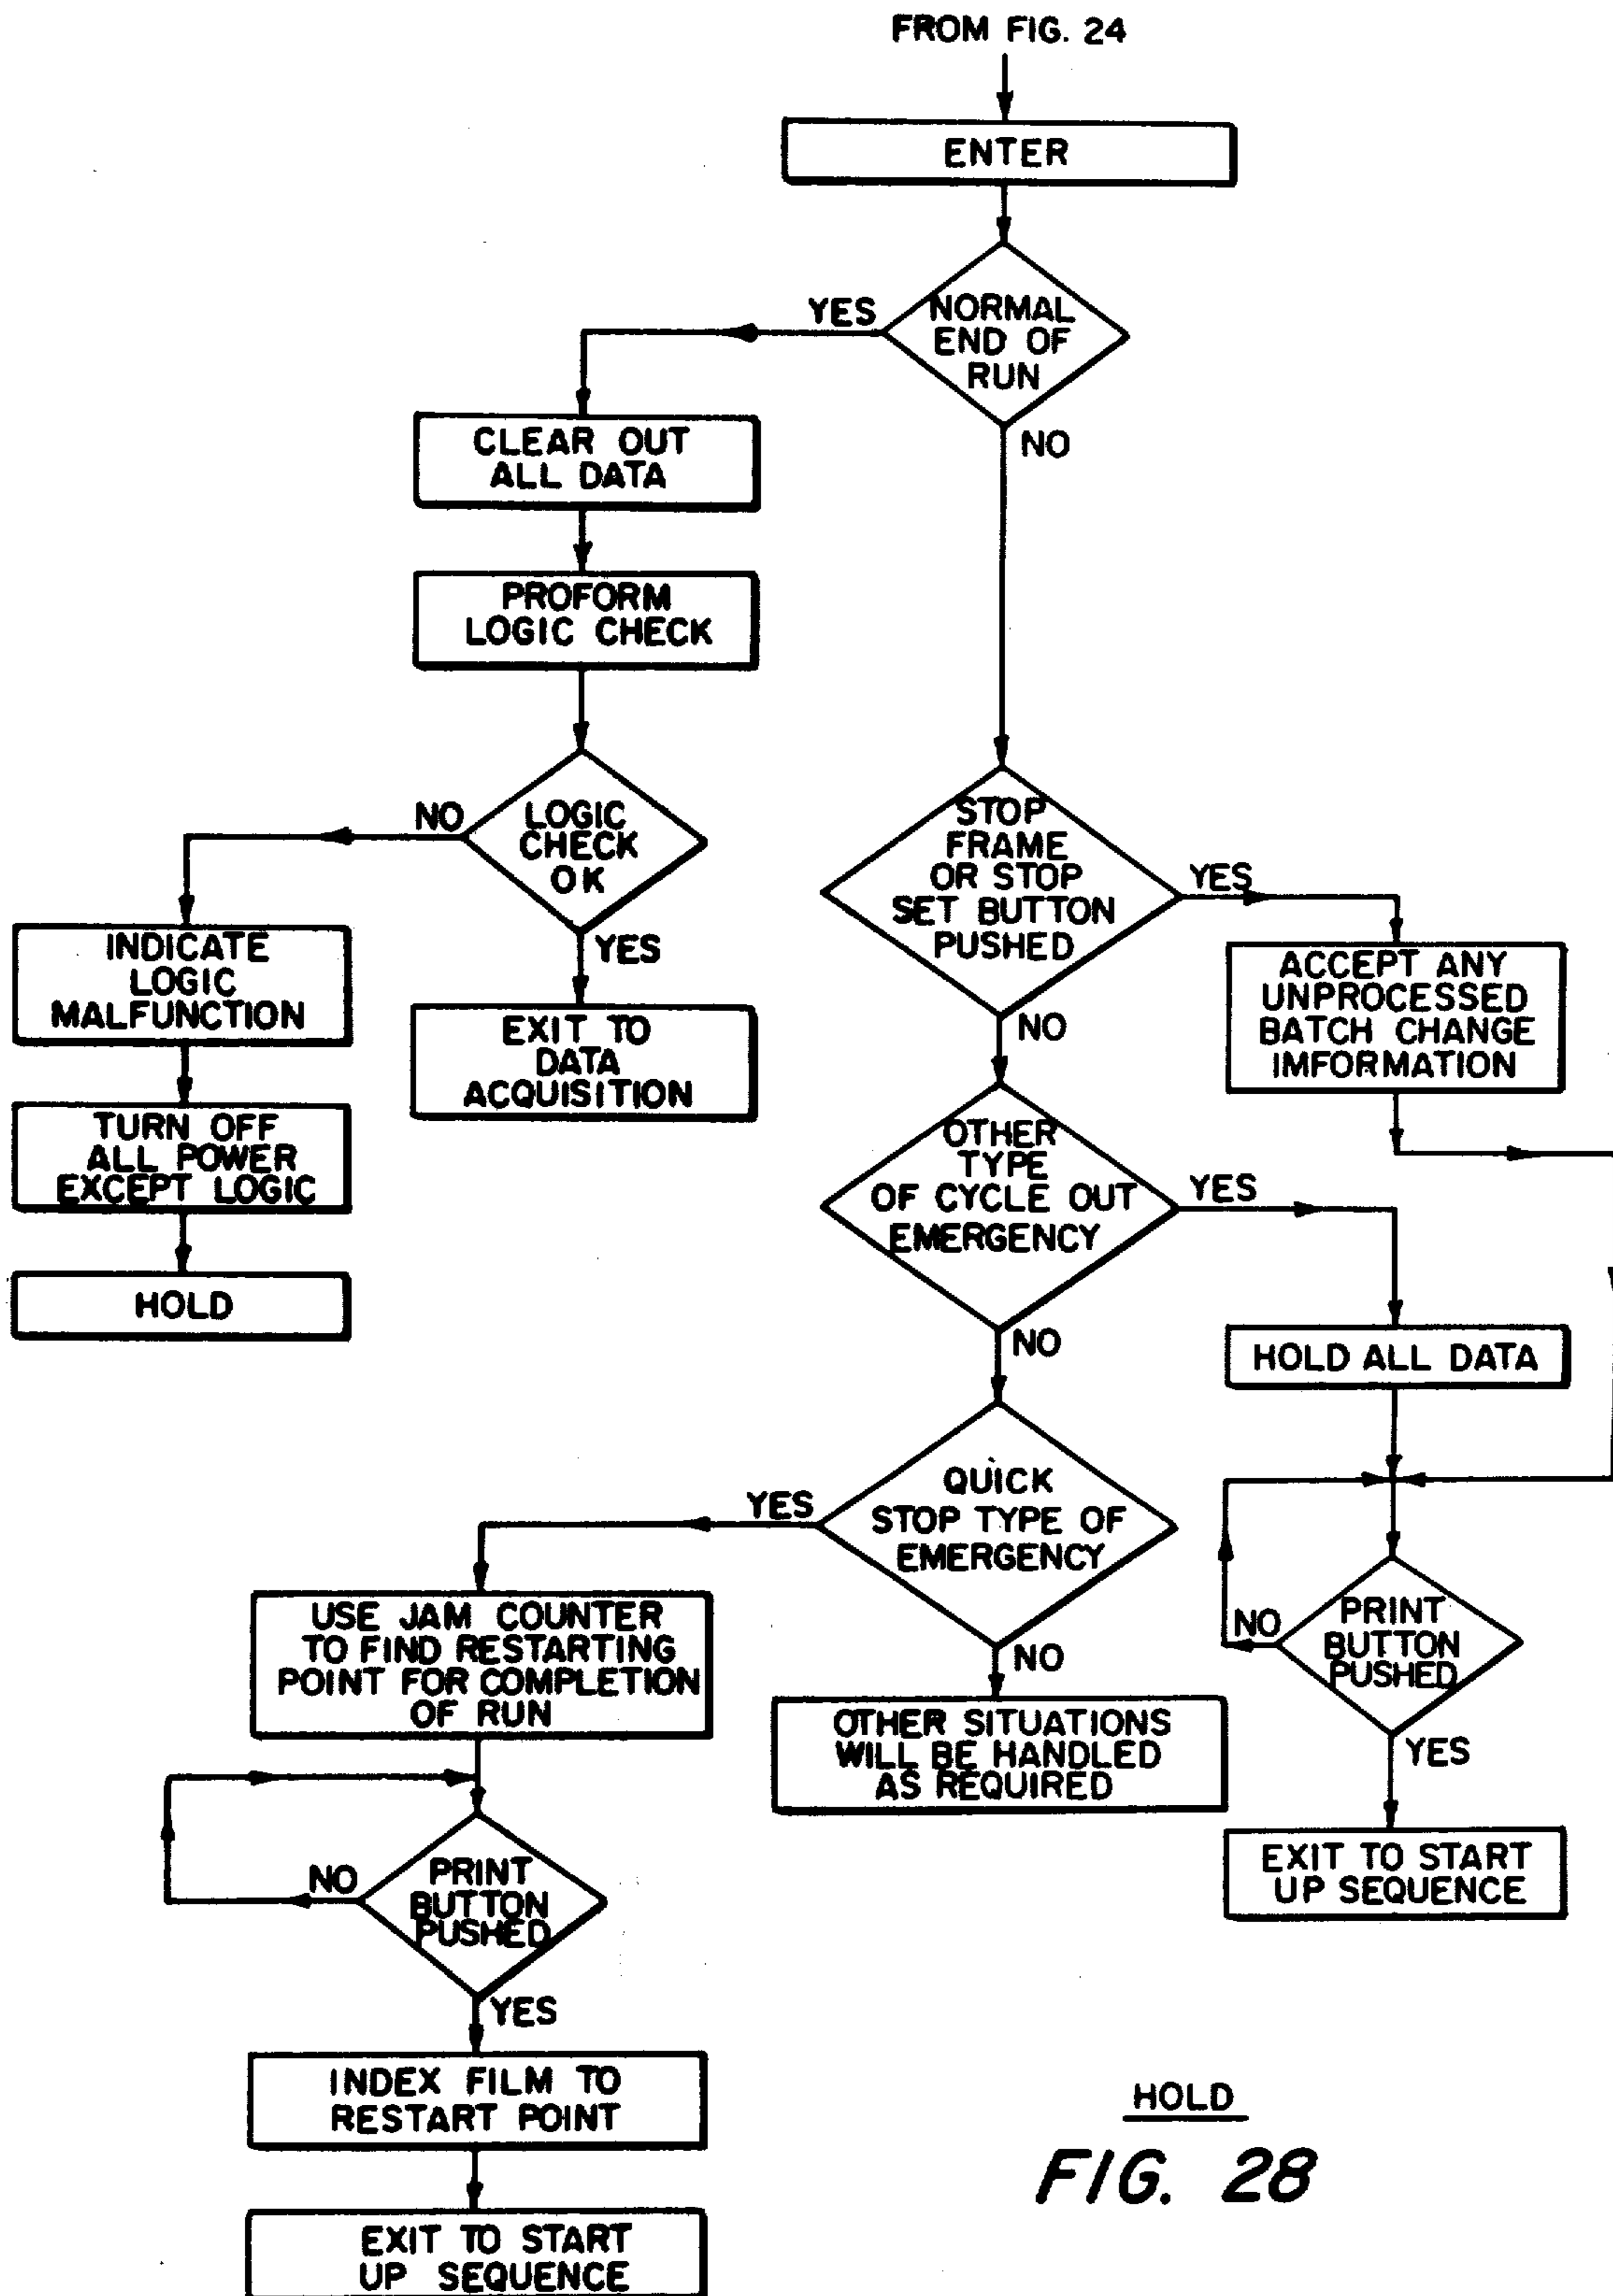 FROM FIG. 24
ENTER
NORMAL
END OF
RUN
YES
NO
CLEAR OUT
ALL DATA
PROFORM
LOGIC CHECK
LOGIC
CHECK
OK
NO
YES
INDICATE
LOGIC
MALFUNCTION
TURN OFF
ALL POWER
EXCEPT LOGIC
HOLD
EXIT TO
DATA
ACQUISITION
STOP
FRAME
OR STOP
SET BUTTON
PUSHED
YES
NO
ACCEPT ANY
UNPROCESSED
BATCH CHANGE
IMFORMATION
OTHER
TYPE
OF CYCLE OUT
EMERGENCY
YES
NO
HOLD ALL DATA
QUICK
STOP TYPE OF
EMERGENCY
YES
NO
PRINT
BUTTON
PUSHED
NO
YES
EXIT TO START
UP SEQUENCE
OTHER SITUATIONS
WILL BE HANDLED
AS REQUIRED
USE JAM COUNTER
TO FIND RESTARTING
POINT FOR COMPLETION
OF RUN
PRINT
BUTTON
PUSHED
NO
YES
INDEX FILM TO
RESTART POINT
EXIT TO START
UP SEQUENCE
HOLD
FIG. 28